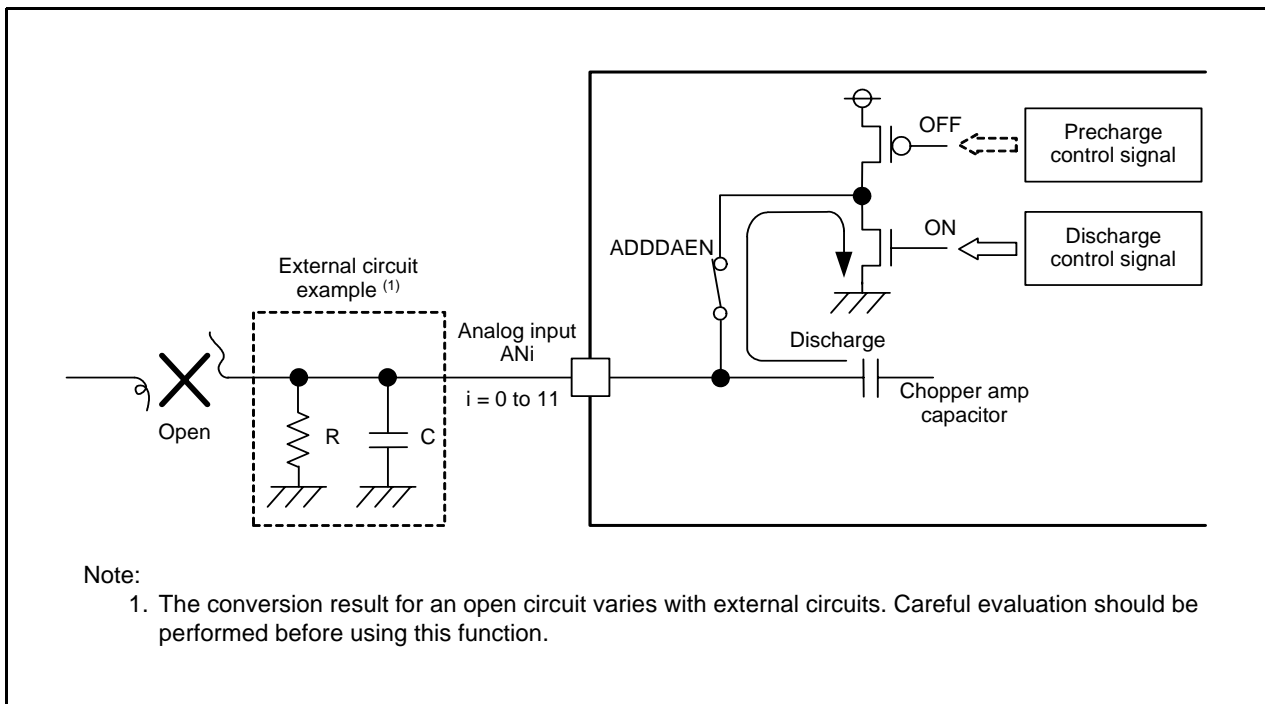 OFF
Precharge
control signal
ON
Discharge
control signal
ADDDAEN
External circuit
example (1)
Analog input
ANi
i = 0 to 11
Discharge
Chopper amp
capacitor
Open
R
C
Note:
1. The conversion result for an open circuit varies with external circuits. Careful evaluation should be
performed before using this function.